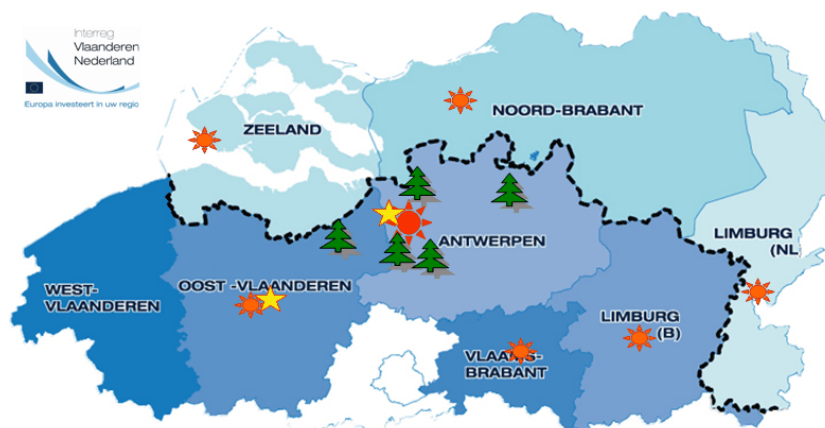 Interreg
Vlaanderen
Nederland
Europa investeert in uw regio
ZEELAND
NOORD-BRABANT
ANTWERPEN
LIMBURG
(NL)
WEST-
VLAANDEREN
OOST -VLAANDEREN
LIMBURG
(B)
VLAAMS-
BRABANT